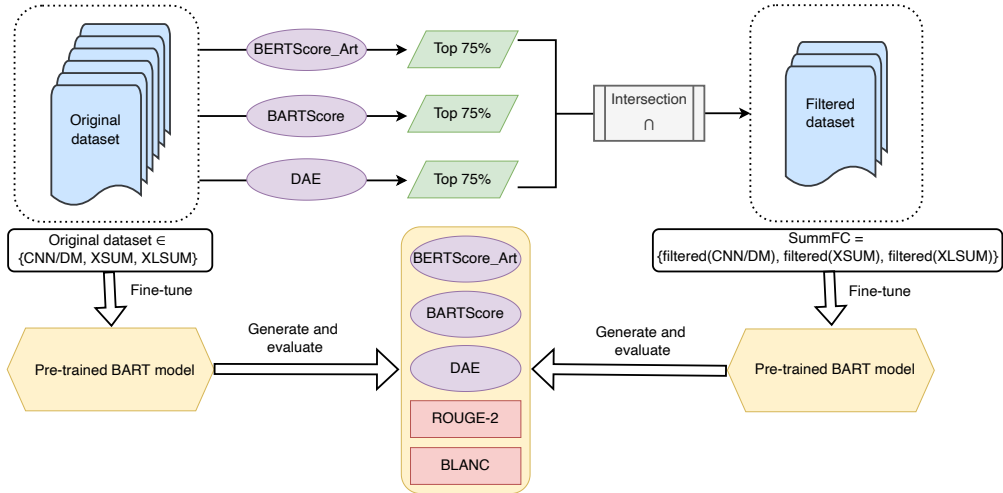 Original
dataset
BERTScore_Art
Top 75%
BARTScore
Top 75%
DAE
Top 75%
Intersection
∩
Filtered
dataset
Original dataset ∈
{CNN/DM, XSUM, XLSUM}
SummFC =
{filtered(CNN/DM), filtered(XSUM), filtered(XLSUM)}
Fine-tune
Fine-tune
Pre-trained BART model
Generate and
evaluate
BERTScore_Art
BARTScore
DAE
ROUGE-2
BLANC
Generate and
evaluate
Pre-trained BART model